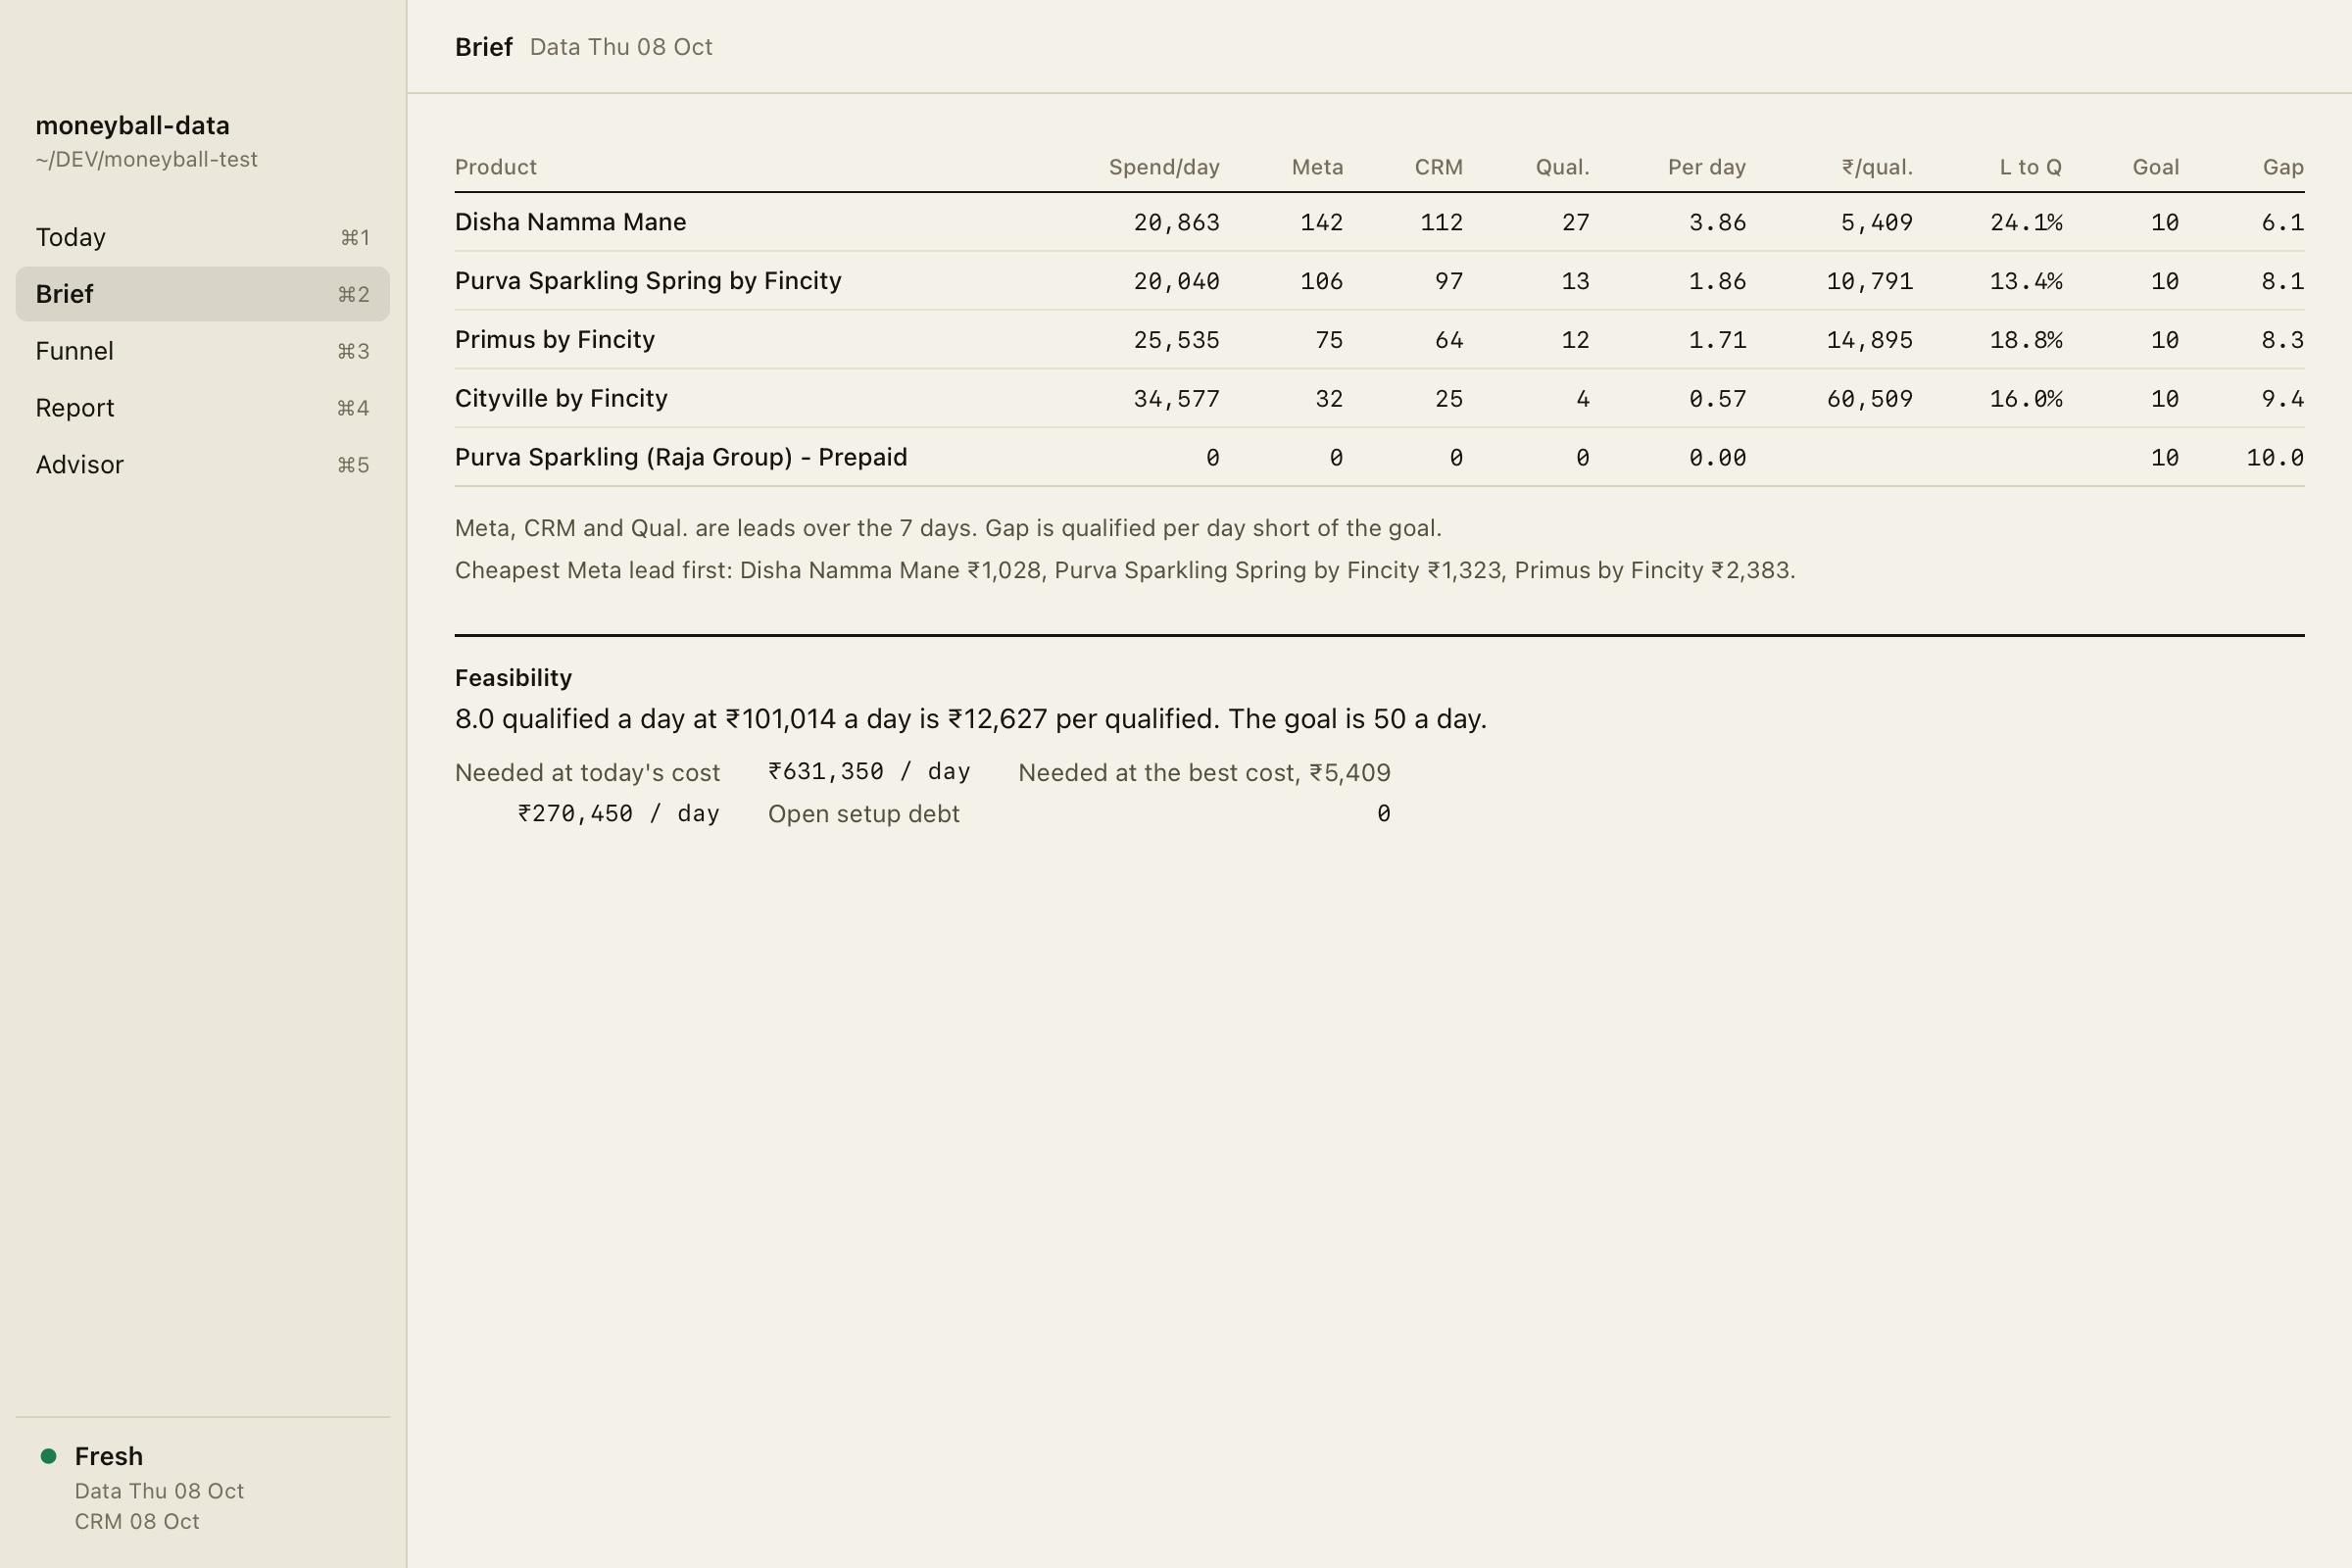 moneyball-data
~/DEV/moneyball-test
Today ⌘1
Brief ⌘2
Funnel ⌘3
Report ⌘4
Advisor ⌘5
Fresh
Data Thu 08 Oct
CRM 08 Oct
Brief Data Thu 08 Oct
Product Spend/day Meta CRM Qual. Per day ₹/qual. L to Q Goal Gap
Disha Namma Mane 20,863 142 112 27 3.86 5,409 24.1% 10 6.1
Purva Sparkling Spring by Fincity 20,040 106 97 13 1.86 10,791 13.4% 10 8.1
Primus by Fincity 25,535 75 64 12 1.71 14,895 18.8% 10 8.3
Cityville by Fincity 34,577 32 25 4 0.57 60,509 16.0% 10 9.4
Purva Sparkling (Raja Group) - Prepaid 0 0 0 0 0.00 10 10.0
Meta, CRM and Qual. are leads over the 7 days. Gap is qualified per day short of the goal.
Cheapest Meta lead first: Disha Namma Mane ₹1,028, Purva Sparkling Spring by Fincity ₹1,323, Primus by Fincity ₹2,383.
Feasibility
8.0 qualified a day at ₹101,014 a day is ₹12,627 per qualified. The goal is 50 a day.
Needed at today's cost ₹631,350 / day Needed at the best cost, ₹5,409
₹270,450 / day Open setup debt 0